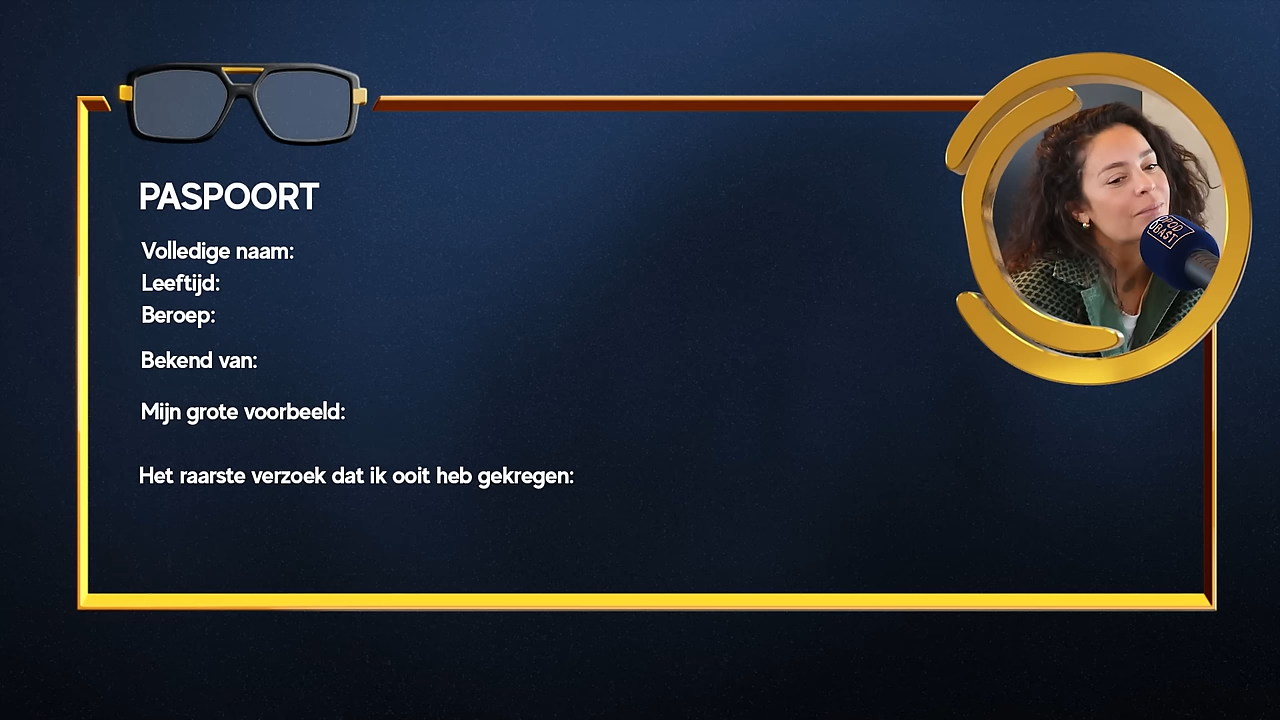 PASPOORT
Volledige naam:
Leeftijd:
Beroep:
Bekend van:
Mijn grote voorbeeld:
Het raarste verzoek dat ik ooit heb gekregen: